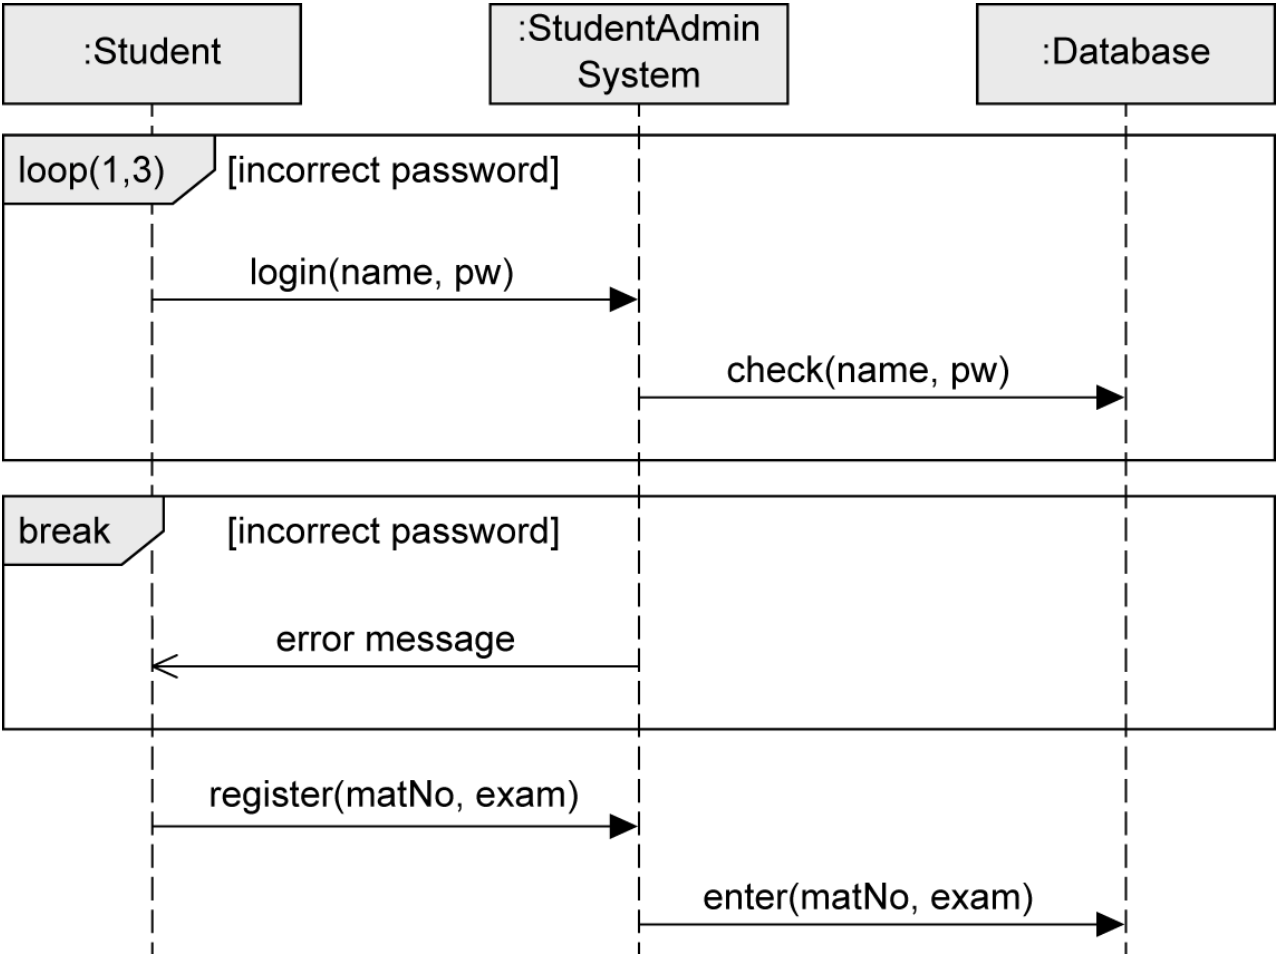 :Student
:StudentAdmin
System
:Database
loop(1,3)
[incorrect password]
login(name, pw)
check(name, pw)
break
[incorrect password]
error message
register(matNo, exam)
enter(matNo, exam)